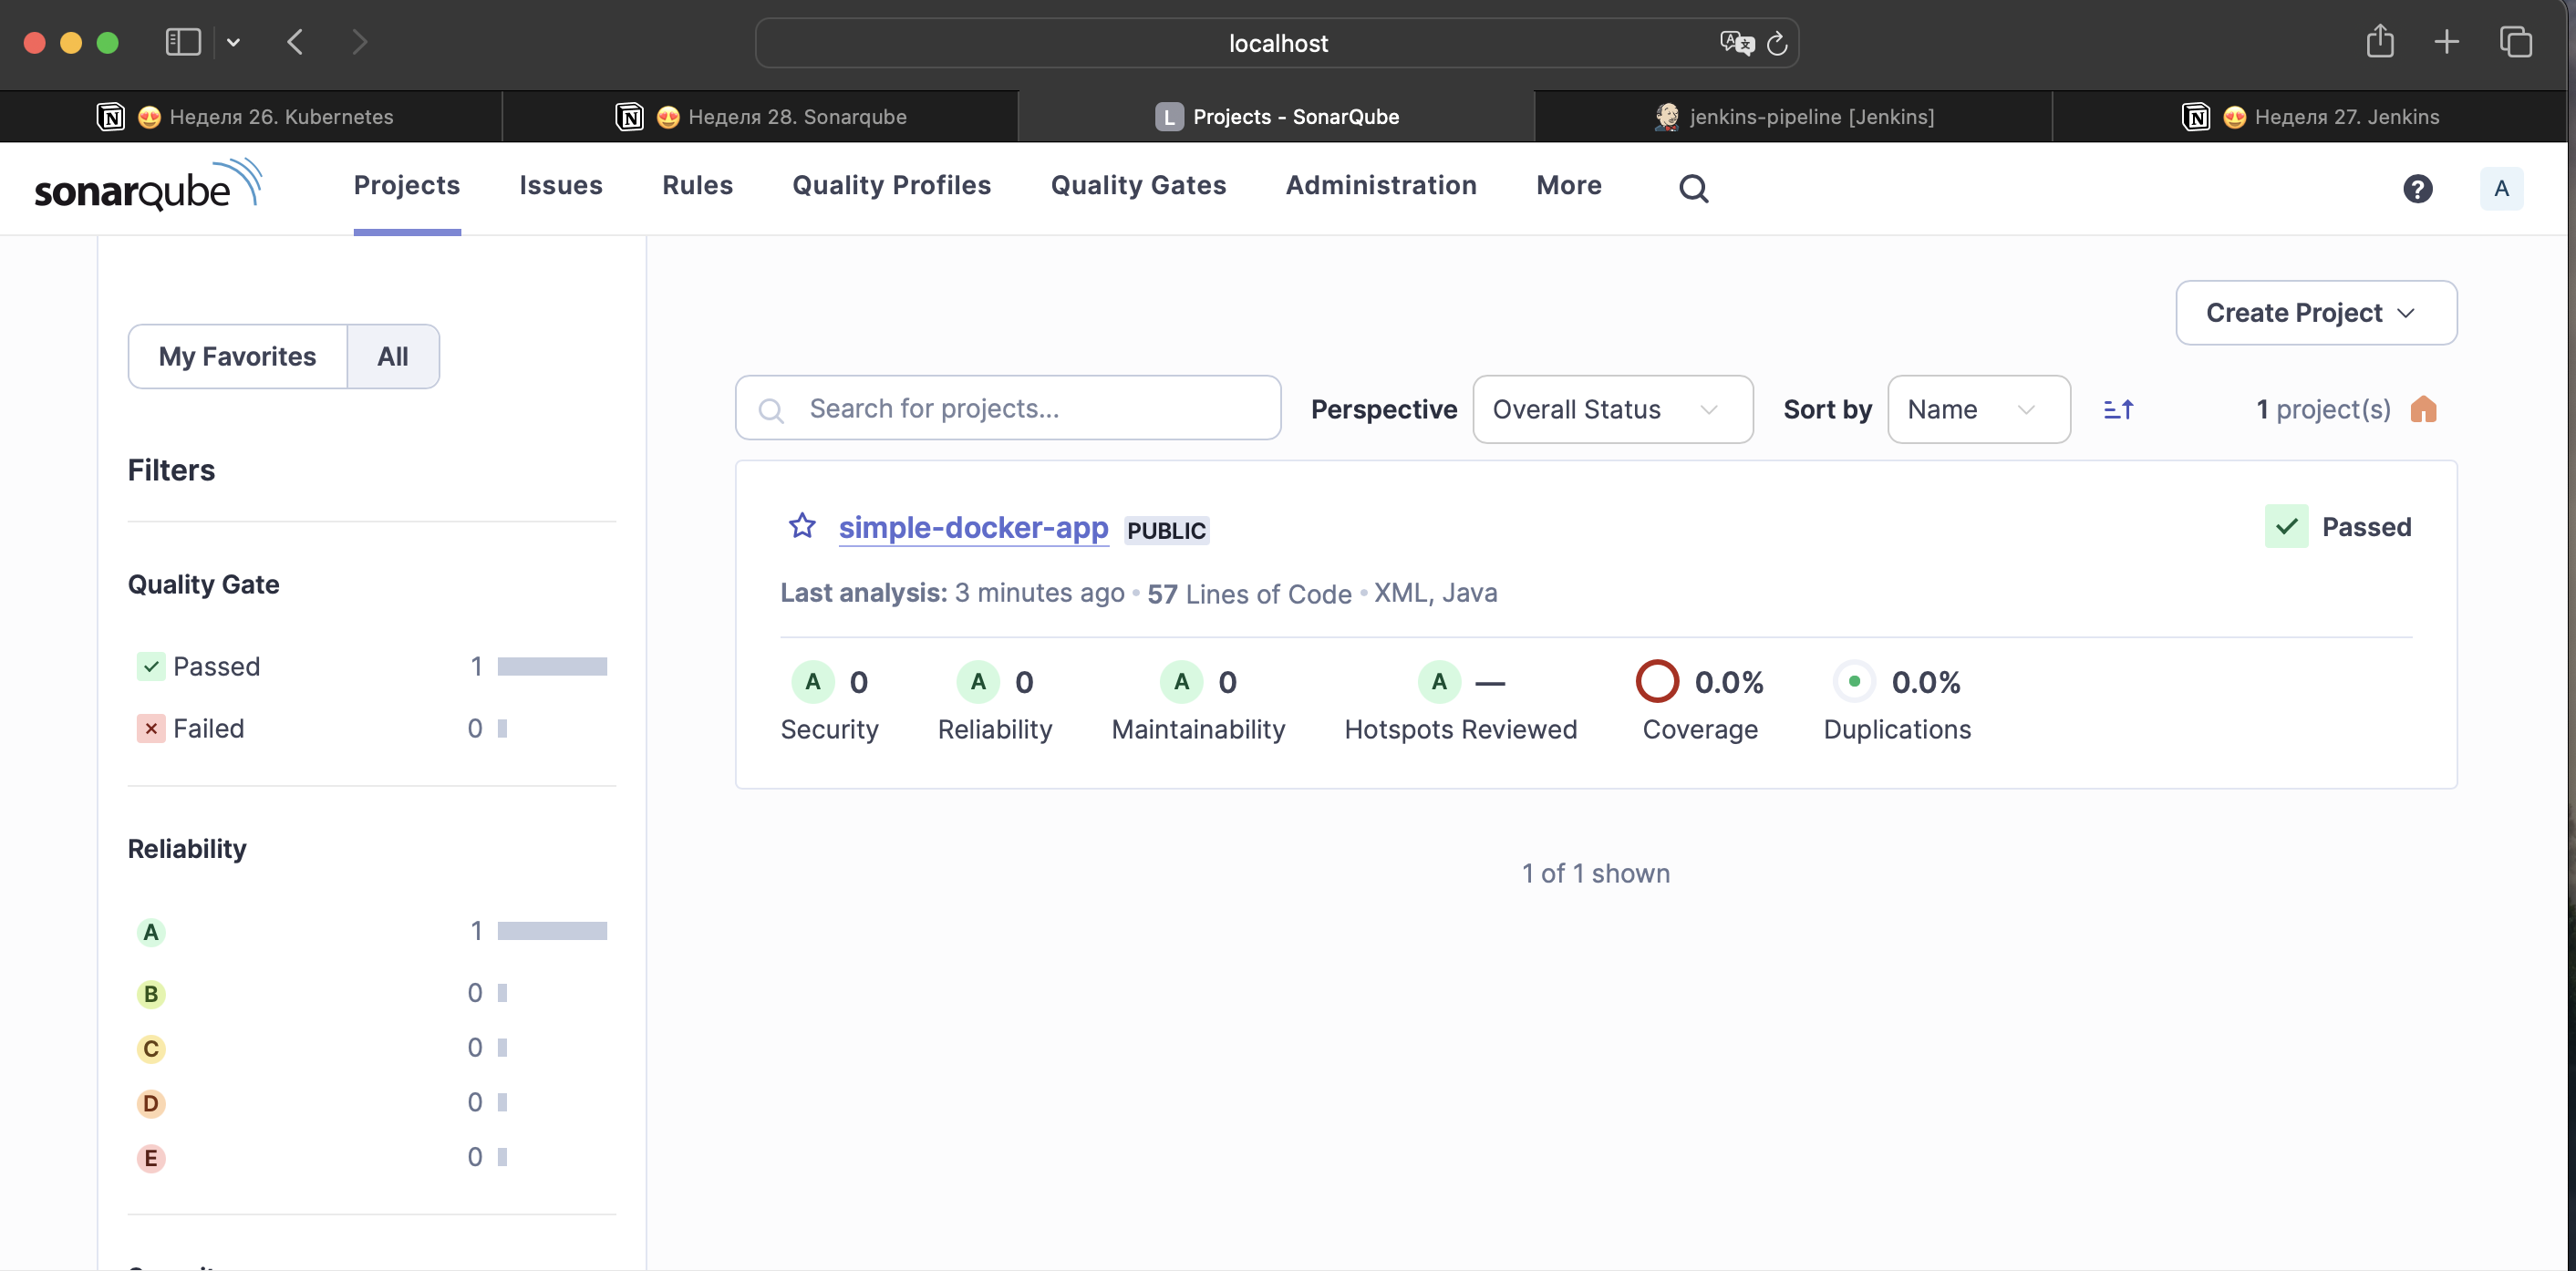 localhost
Неделя 26. Kubernetes
Неделя 28. Sonarqube
L Projects - SonarQube
jenkins-pipeline [Jenkins]
Неделя 27. Jenkins
sonarqube
Projects
Issues
Rules
Quality Profiles
Quality Gates
Administration
More
?
A
My Favorites
All
Filters
Quality Gate
Passed 1
Failed 0
Reliability
A 1
B 0
C 0
D 0
E 0
Create Project
Search for projects...
Perspective
Overall Status
Sort by
Name
1 project(s)
simple-docker-app PUBLIC
Passed
Last analysis: 3 minutes ago • 57 Lines of Code • XML, Java
A 0
Security
A 0
Reliability
A 0
Maintainability
A —
Hotspots Reviewed
0.0%
Coverage
0.0%
Duplications
1 of 1 shown